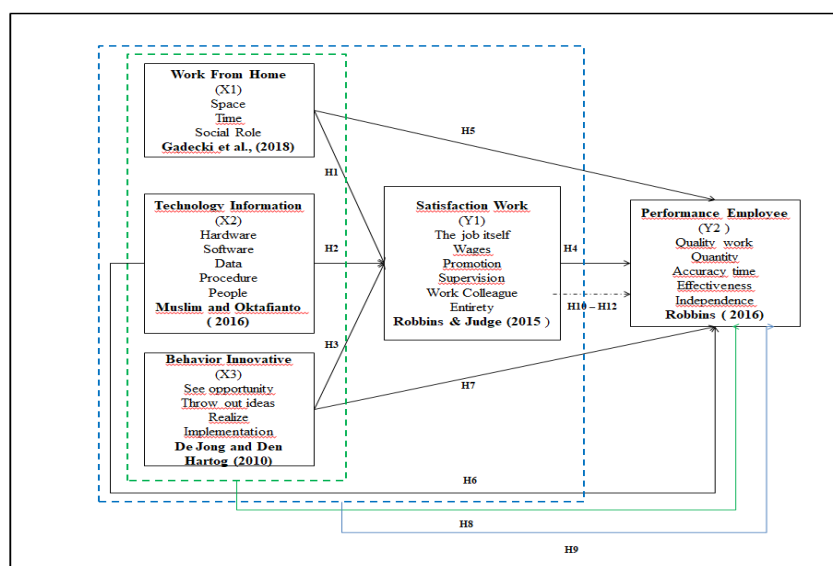 Work From Home
(X1)
Space
Time
Social Role
Gadecki et al., (2018)
H5
H1
Technology Information
(X2)
Hardware
Software
Data
Procedure
People
Muslim and Oktafianto
( 2016)
H2
Satisfaction Work
(Y1)
The job itself
Wages
Promotion
Supervision
Work Colleague
Entirety
Robbins & Judge (2015 )
H4
H10 – H12
Performance Employee
(Y2 )
Quality work
Quantity
Accuracy time
Effectiveness
Independence
Robbins ( 2016)
H3
Behavior Innovative
(X3)
See opportunity
Throw out ideas
Realize
Implementation
De Jong and Den
Hartog (2010)
H7
H6
H8
H9